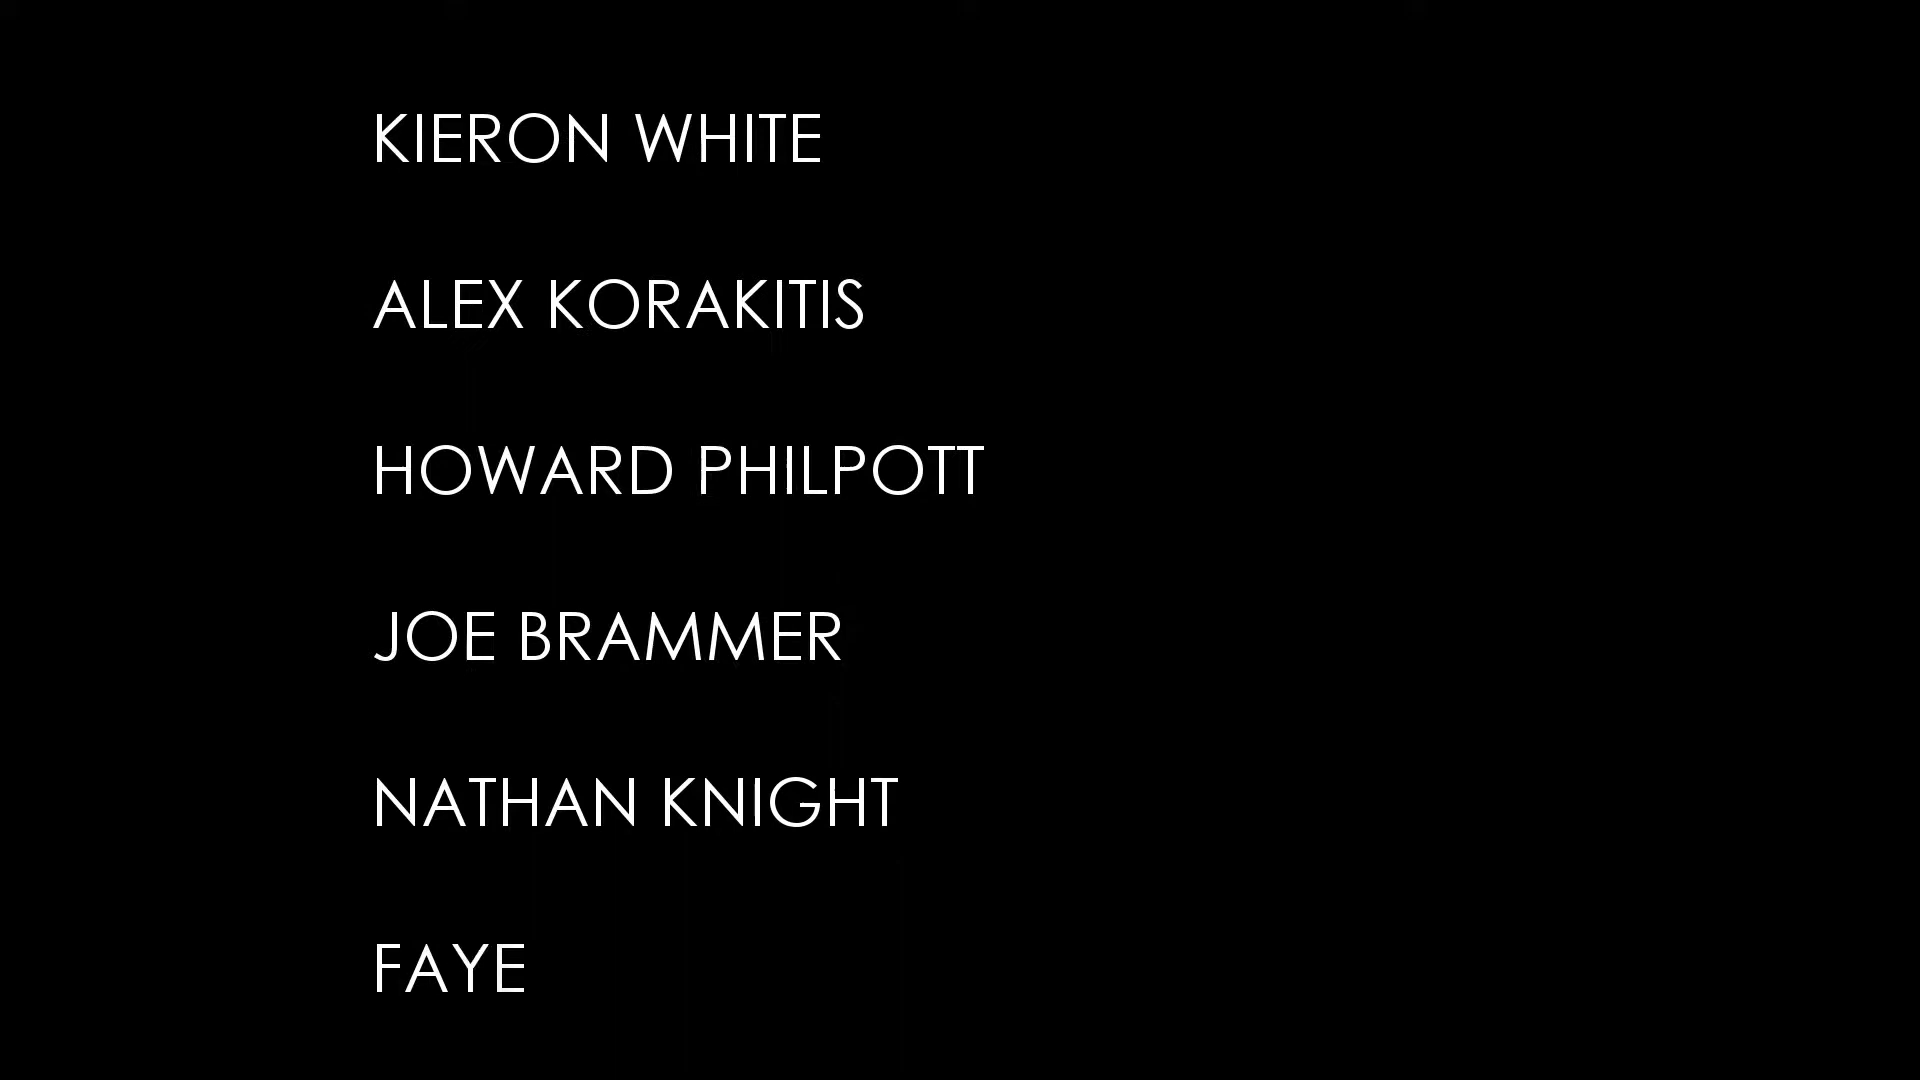 KIERON WHITE
ALEX KORAKITIS
HOWARD PHILPOTT
JOE BRAMMER
NATHAN KNIGHT
FAYE